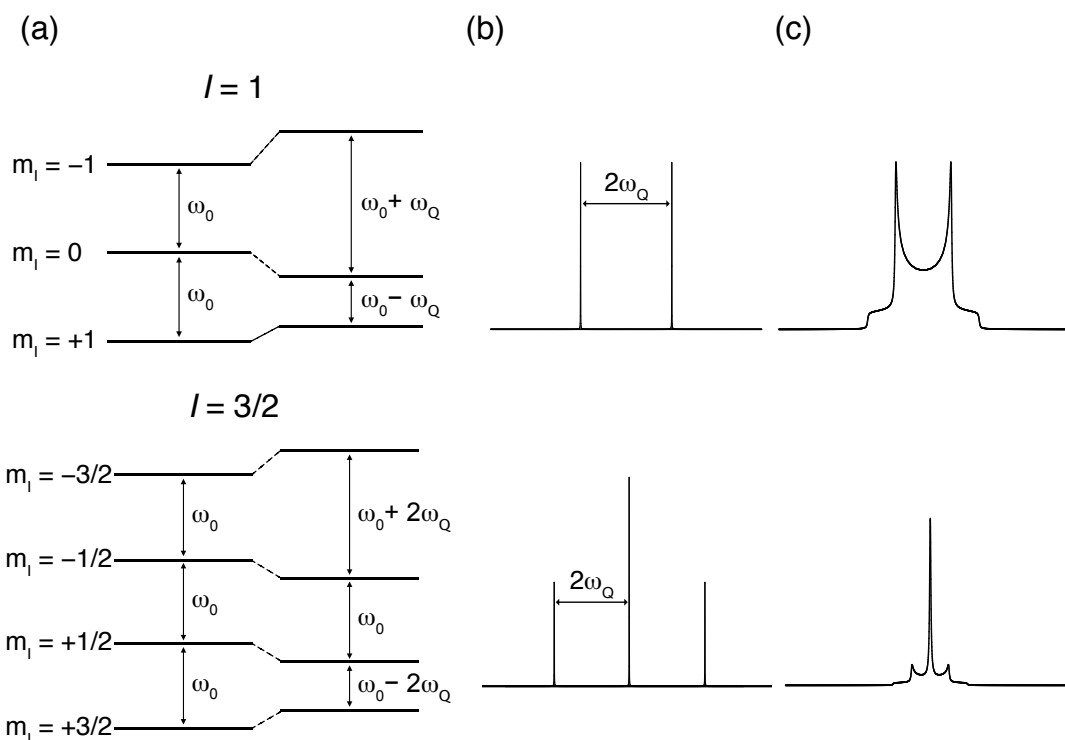 (a)
(b)
(c)
I = 1
m_I = −1
ω_0
ω_0 + ω_Q
m_I = 0
ω_0
ω_0 − ω_Q
m_I = +1
2ω_Q
I = 3/2
m_I = −3/2
ω_0
ω_0 + 2ω_Q
m_I = −1/2
ω_0
ω_0
m_I = +1/2
ω_0
ω_0 − 2ω_Q
m_I = +3/2
2ω_Q